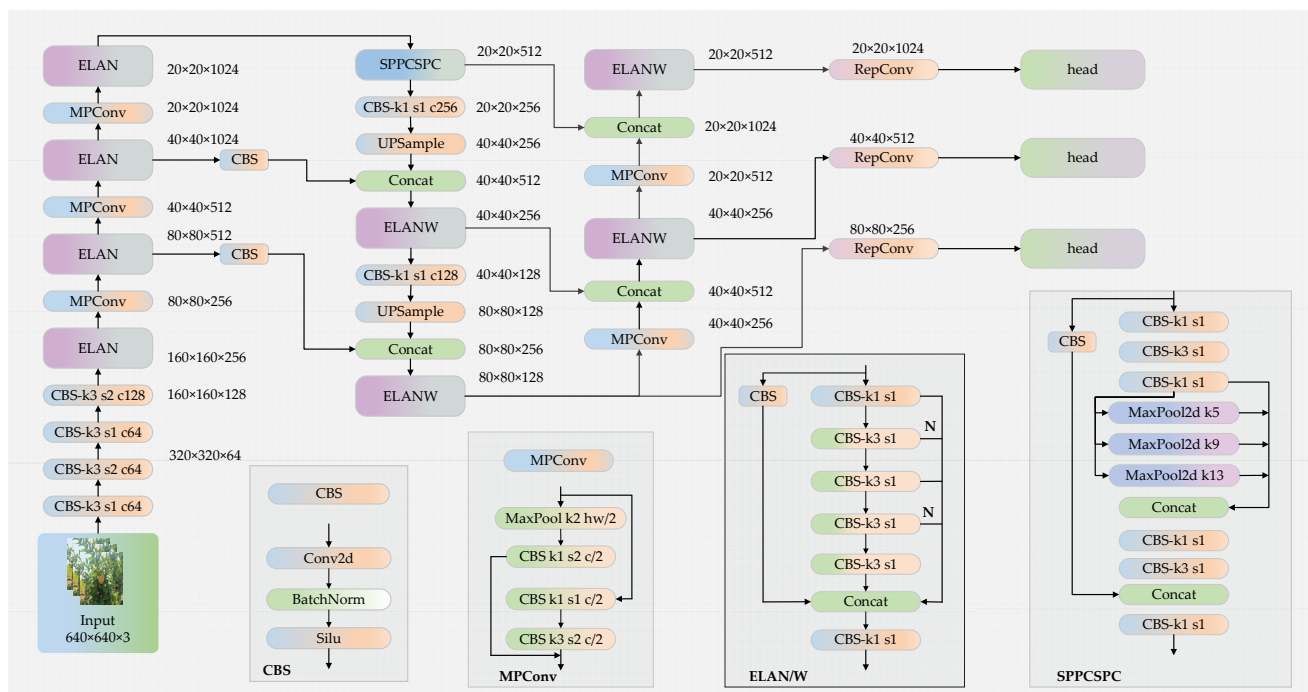 ELAN
20×20×1024
MPConv
20×20×1024
40×40×1024
ELAN
CBS
MPConv
40×40×512
80×80×512
ELAN
CBS
MPConv
80×80×256
ELAN
160×160×256
CBS-k3 s2 c128
160×160×128
CBS-k3 s1 c64
320×320×64
CBS-k3 s2 c64
CBS-k3 s1 c64
Input
640×640×3
SPPCSPC
20×20×512
CBS-k1 s1 c256
20×20×256
UPSample
40×40×256
Concat
40×40×512
40×40×256
ELANW
CBS-k1 s1 c128
40×40×128
UPSample
80×80×128
Concat
80×80×256
80×80×128
ELANW
20×20×512
ELANW
Concat
20×20×1024
MPConv
20×20×512
40×40×256
ELANW
Concat
40×40×512
40×40×256
MPConv
20×20×1024
RepConv
head
40×40×512
RepConv
head
80×80×256
RepConv
head
CBS
Conv2d
BatchNorm
Silu
CBS
MPConv
MaxPool k2 hw/2
CBS k1 s2 c/2
CBS k1 s1 c/2
CBS k3 s2 c/2
MPConv
CBS
CBS-k1 s1
N
CBS-k3 s1
CBS-k3 s1
N
CBS-k3 s1
CBS-k3 s1
Concat
CBS-k1 s1
ELAN/W
CBS-k1 s1
CBS
CBS-k3 s1
CBS-k1 s1
MaxPool2d k5
MaxPool2d k9
MaxPool2d k13
Concat
CBS-k1 s1
CBS-k3 s1
Concat
CBS-k1 s1
SPPCSPC